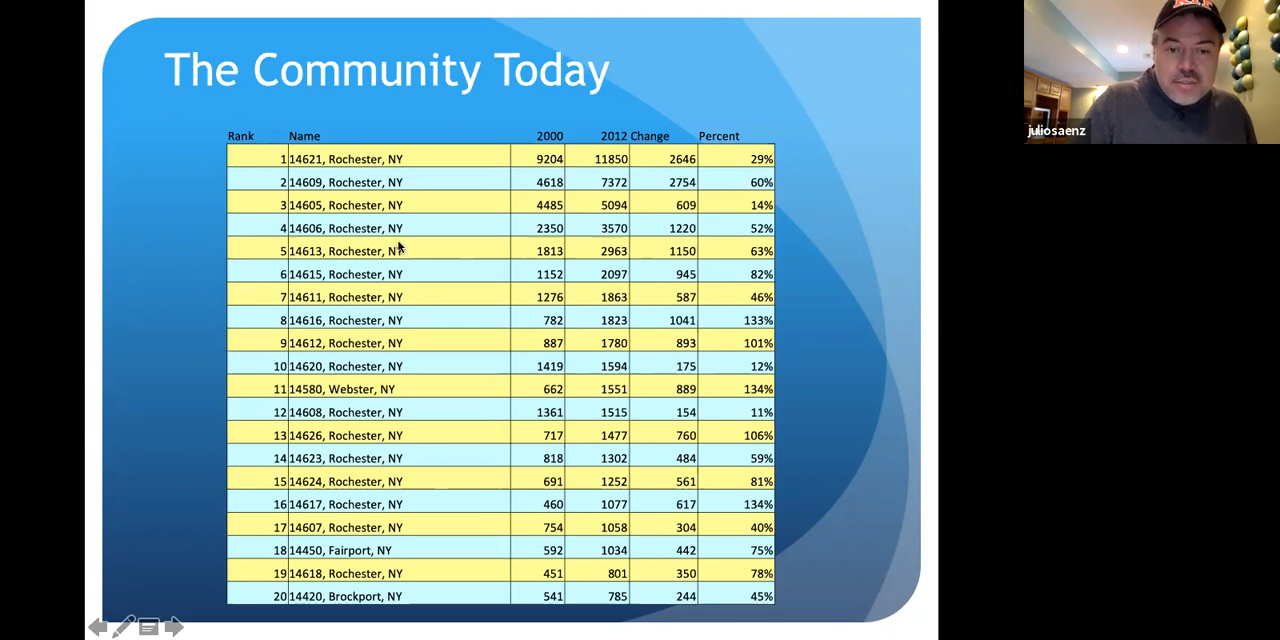 The Community Today
Rank Name 2000 2012 Change Percent
1 14621, Rochester, NY 9204 11850 2646 29%
2 14609, Rochester, NY 4618 7372 2754 60%
3 14605, Rochester, NY 4485 5094 609 14%
4 14606, Rochester, NY 2350 3570 1220 52%
5 14613, Rochester, NY 1813 2963 1150 63%
6 14615, Rochester, NY 1152 2097 945 82%
7 14611, Rochester, NY 1276 1863 587 46%
8 14616, Rochester, NY 782 1823 1041 133%
9 14612, Rochester, NY 887 1780 893 101%
10 14620, Rochester, NY 1419 1594 175 12%
11 14580, Webster, NY 662 1551 889 134%
12 14608, Rochester, NY 1361 1515 154 11%
13 14626, Rochester, NY 717 1477 760 106%
14 14623, Rochester, NY 818 1302 484 59%
15 14624, Rochester, NY 691 1252 561 81%
16 14617, Rochester, NY 460 1077 617 134%
17 14607, Rochester, NY 754 1058 304 40%
18 14450, Fairport, NY 592 1034 442 75%
19 14618, Rochester, NY 451 801 350 78%
20 14420, Brockport, NY 541 785 244 45%
juliosaenz